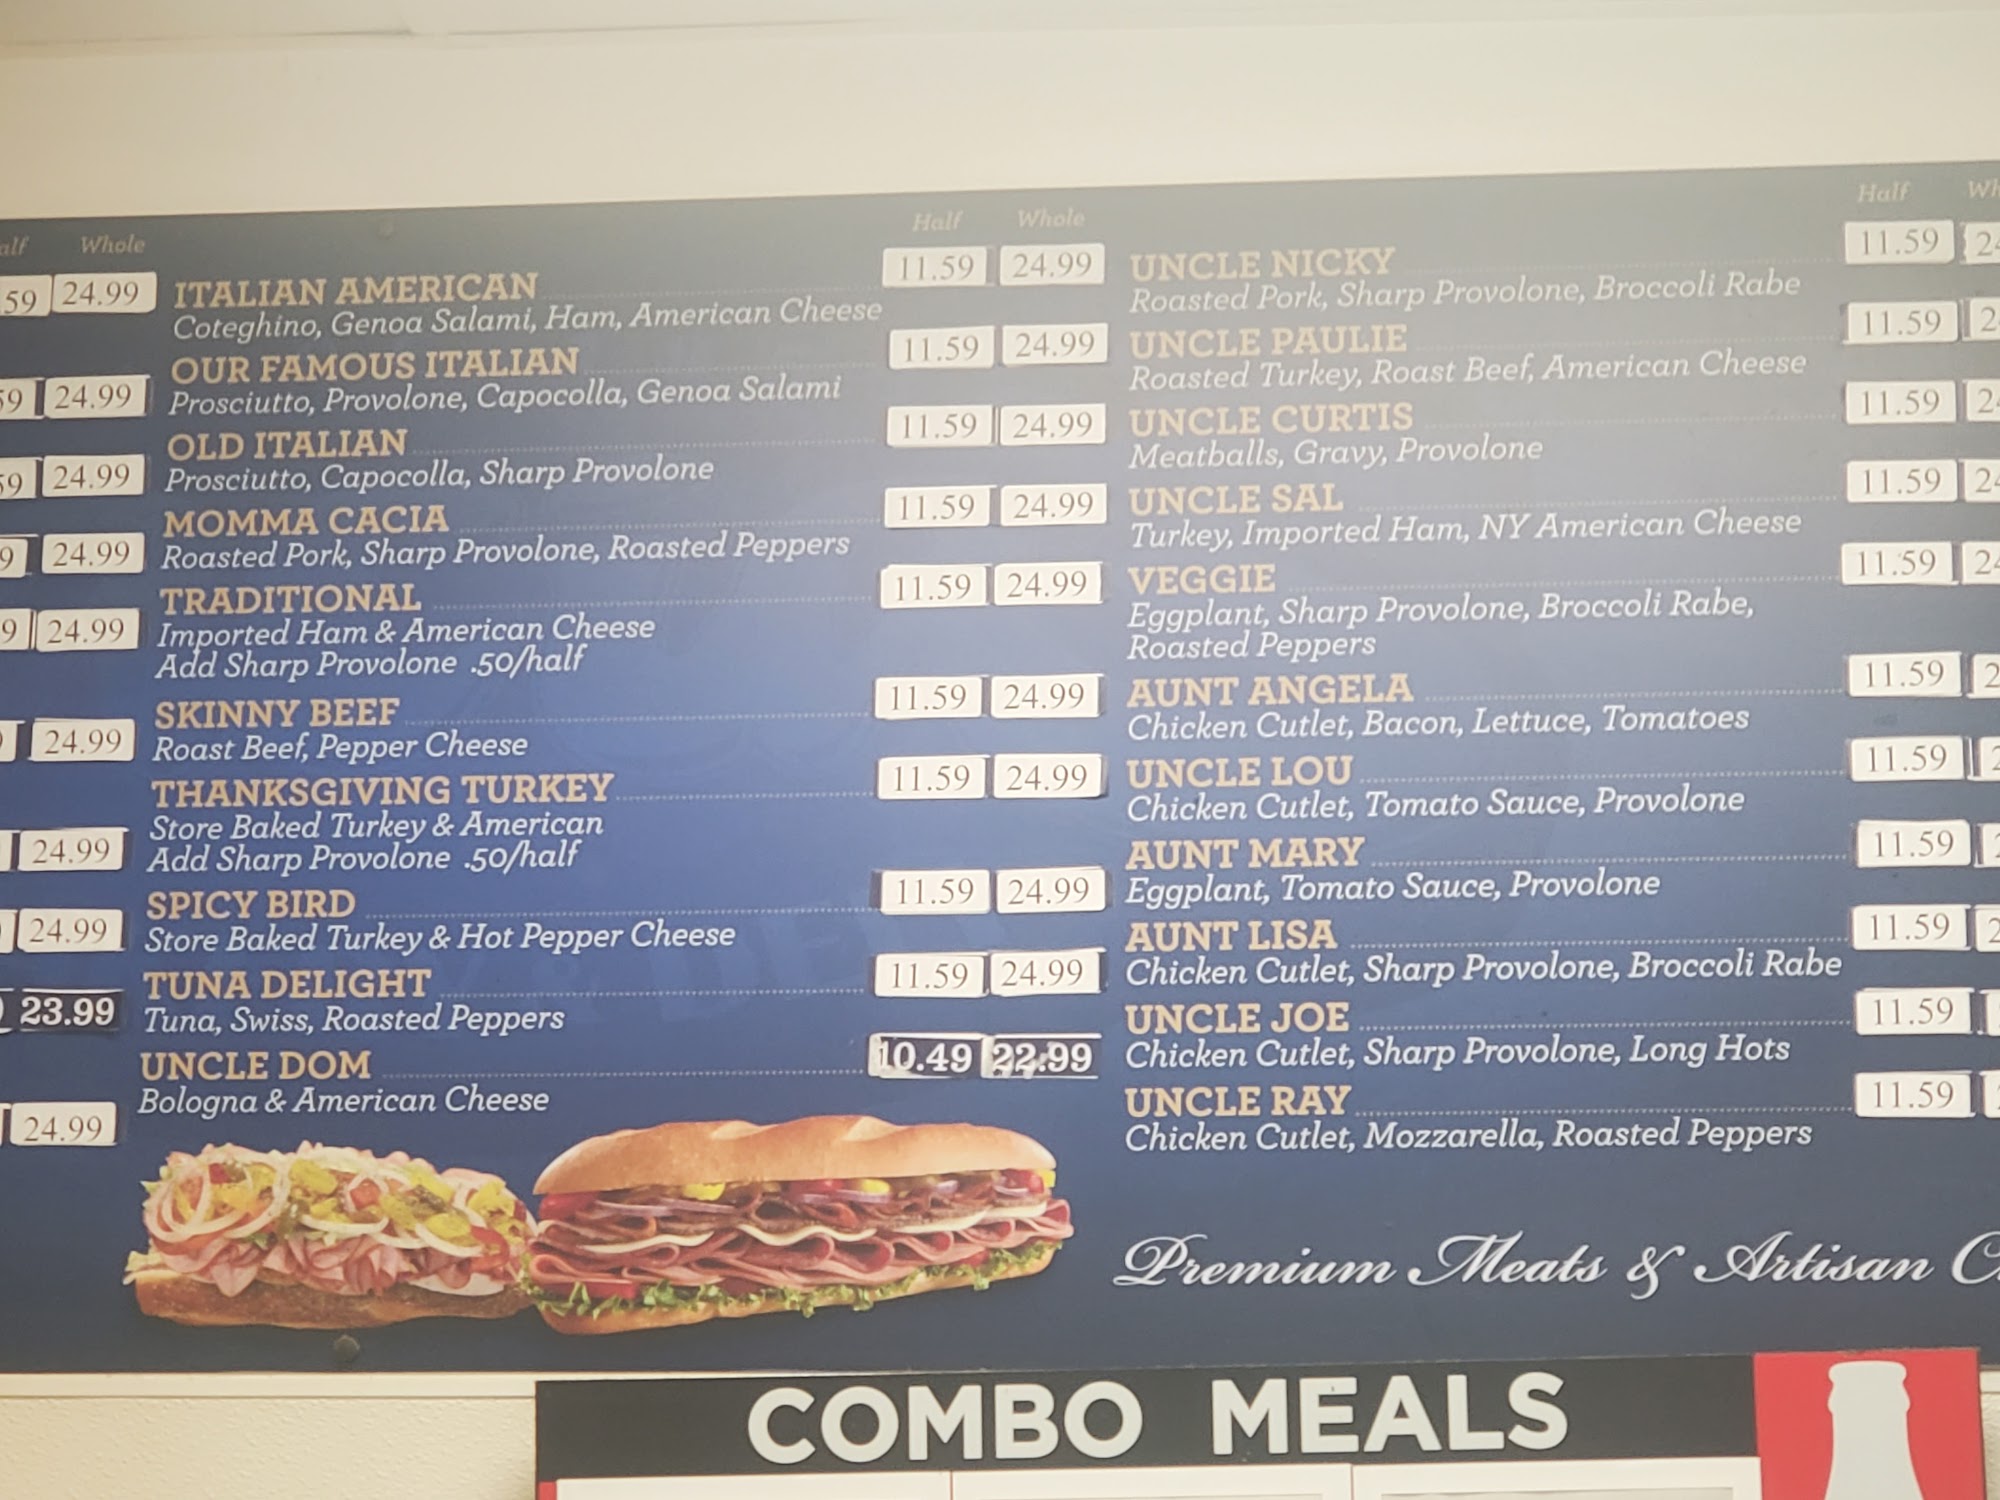 Whole
24.99
24.99
24.99
24.99
24.99
24.99
24.99
24.99
23.99
24.99
Half Whole
ITALIAN AMERICAN 11.59 24.99
Coteghino, Genoa Salami, Ham, American Cheese
OUR FAMOUS ITALIAN 11.59 24.99
Prosciutto, Provolone, Capocolla, Genoa Salami
OLD ITALIAN 11.59 24.99
Prosciutto, Capocolla, Sharp Provolone
MOMMA CACIA 11.59 24.99
Roasted Pork, Sharp Provolone, Roasted Peppers
TRADITIONAL 11.59 24.99
Imported Ham & American Cheese
Add Sharp Provolone .50/half
SKINNY BEEF 11.59 24.99
Roast Beef, Pepper Cheese
THANKSGIVING TURKEY 11.59 24.99
Store Baked Turkey & American
Add Sharp Provolone .50/half
SPICY BIRD 11.59 24.99
Store Baked Turkey & Hot Pepper Cheese
TUNA DELIGHT 11.59 24.99
Tuna, Swiss, Roasted Peppers
UNCLE DOM 10.49 22.99
Bologna & American Cheese
Half
UNCLE NICKY 11.59
Roasted Pork, Sharp Provolone, Broccoli Rabe
UNCLE PAULIE 11.59
Roasted Turkey, Roast Beef, American Cheese
UNCLE CURTIS 11.59
Meatballs, Gravy, Provolone
UNCLE SAL 11.59
Turkey, Imported Ham, NY American Cheese
VEGGIE 11.59
Eggplant, Sharp Provolone, Broccoli Rabe,
Roasted Peppers
AUNT ANGELA 11.59
Chicken Cutlet, Bacon, Lettuce, Tomatoes
UNCLE LOU 11.59
Chicken Cutlet, Tomato Sauce, Provolone
AUNT MARY 11.59
Eggplant, Tomato Sauce, Provolone
AUNT LISA 11.59
Chicken Cutlet, Sharp Provolone, Broccoli Rabe
UNCLE JOE 11.59
Chicken Cutlet, Sharp Provolone, Long Hots
UNCLE RAY 11.59
Chicken Cutlet, Mozzarella, Roasted Peppers
Premium Meats & Artisan
COMBO MEALS